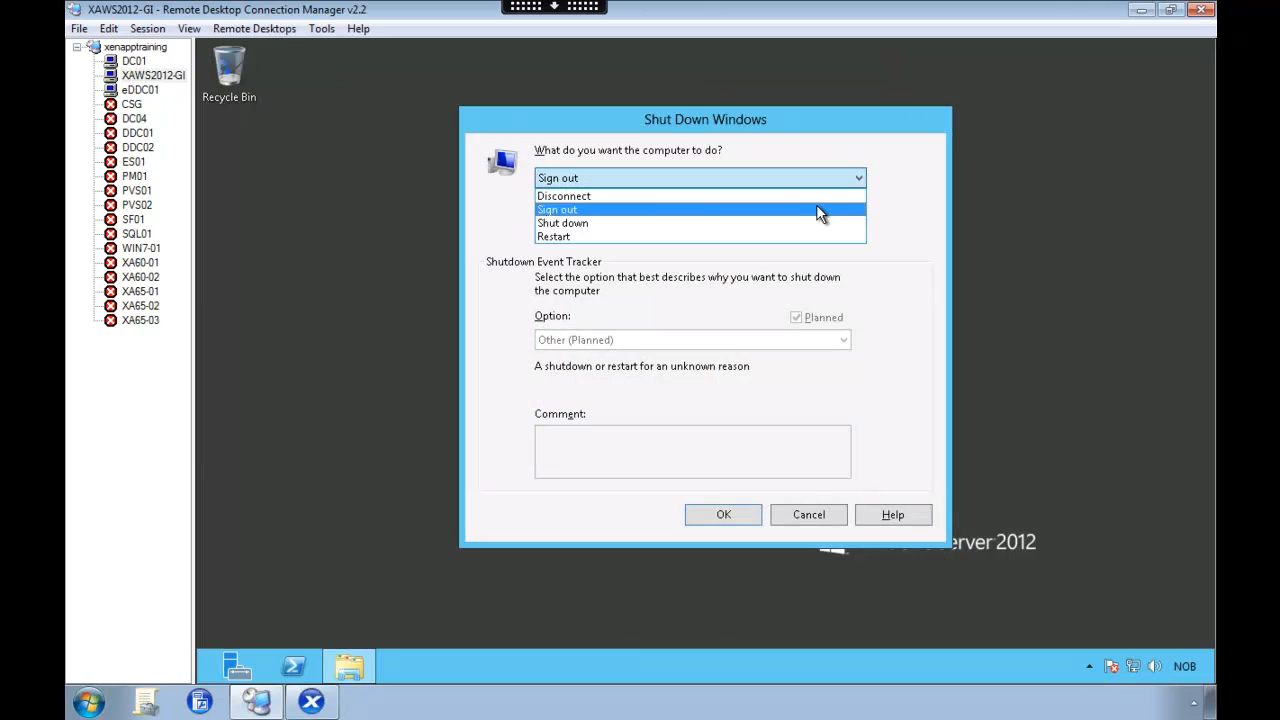 XAWS2012-GI - Remote Desktop Connection Manager v2.2
File Edit Session View Remote Desktops Tools Help
xenapptraining
DC01
XAWS2012-GI
eDDC01
CSG
DC04
DDC01
DDC02
ES01
PM01
PVS01
PVS02
SF01
SQL01
WIN7-01
XA60-01
XA60-02
XA65-01
XA65-02
XA65-03
Recycle Bin
Shut Down Windows
What do you want the computer to do?
Sign out
Disconnect
Sign out
Shut down
Restart
Shutdown Event Tracker
Select the option that best describes why you want to shut down
the computer
Option:
Planned
Other (Planned)
A shutdown or restart for an unknown reason
Comment:
OK Cancel Help
erver 2012
NOB